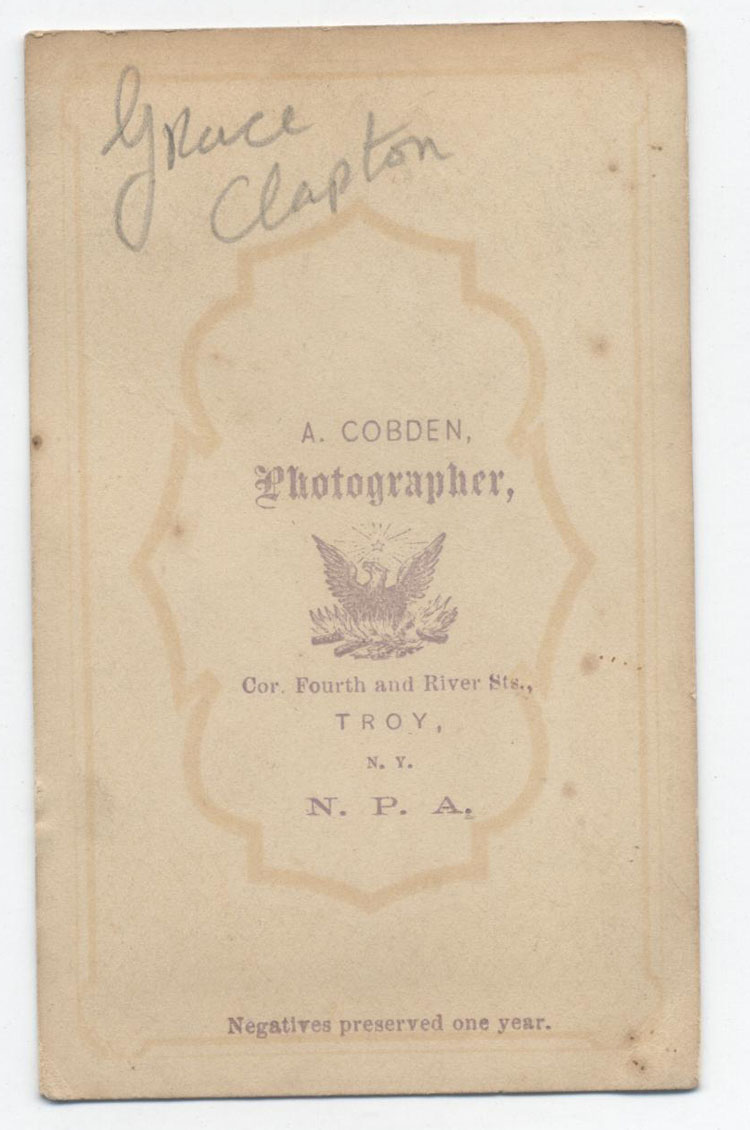 Grace
Clapton
A. COBDEN,
Photographer,
Cor. Fourth and River Sts.,
TROY,
N. Y.
N. P. A.
Negatives preserved one year.